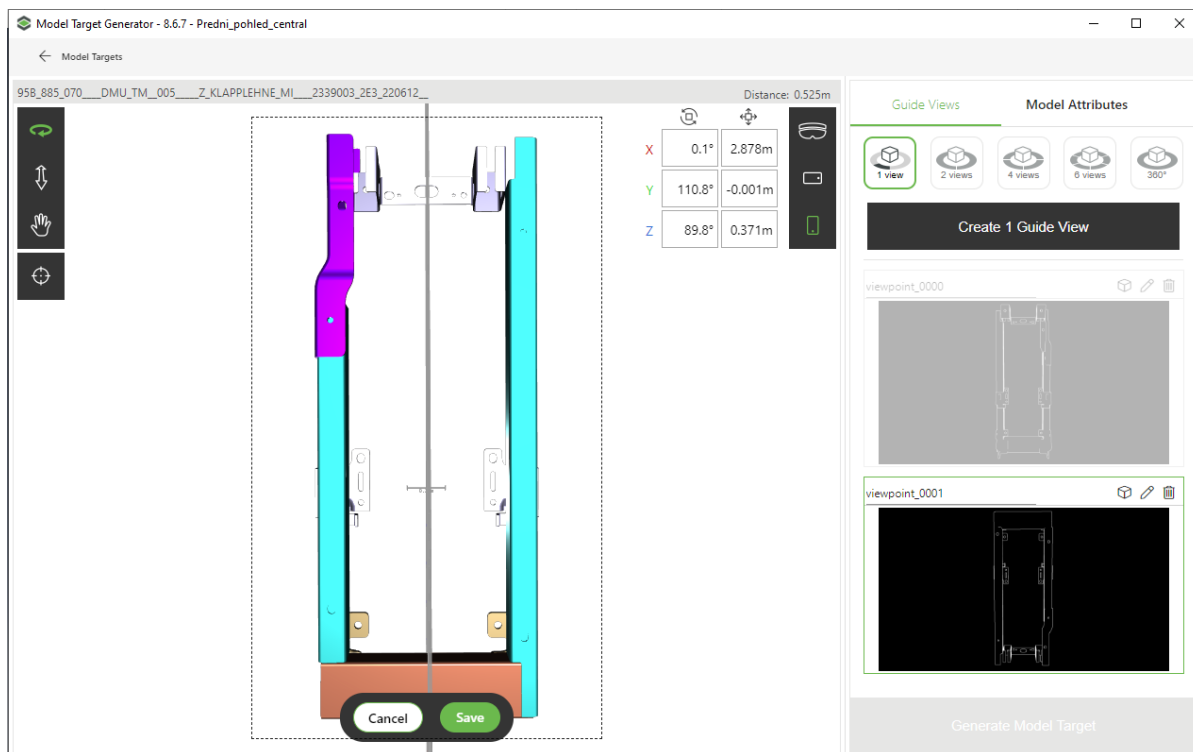 Model Target Generator - 8.6.7 - Predni_pohled_central
Model Targets
95B_885_070___DMU_TM__005_____Z_KLAPPLEHNE_MI____2339003_2E3_220612__
Distance: 0.525m
X 0.1° 2.878m
Y 110.8° -0.001m
Z 89.8° 0.371m
Cancel Save
Guide Views Model Attributes
1 view 2 views 4 views 6 views 360°
Create 1 Guide View
viewpoint_0000
viewpoint_0001
Generate Model Target